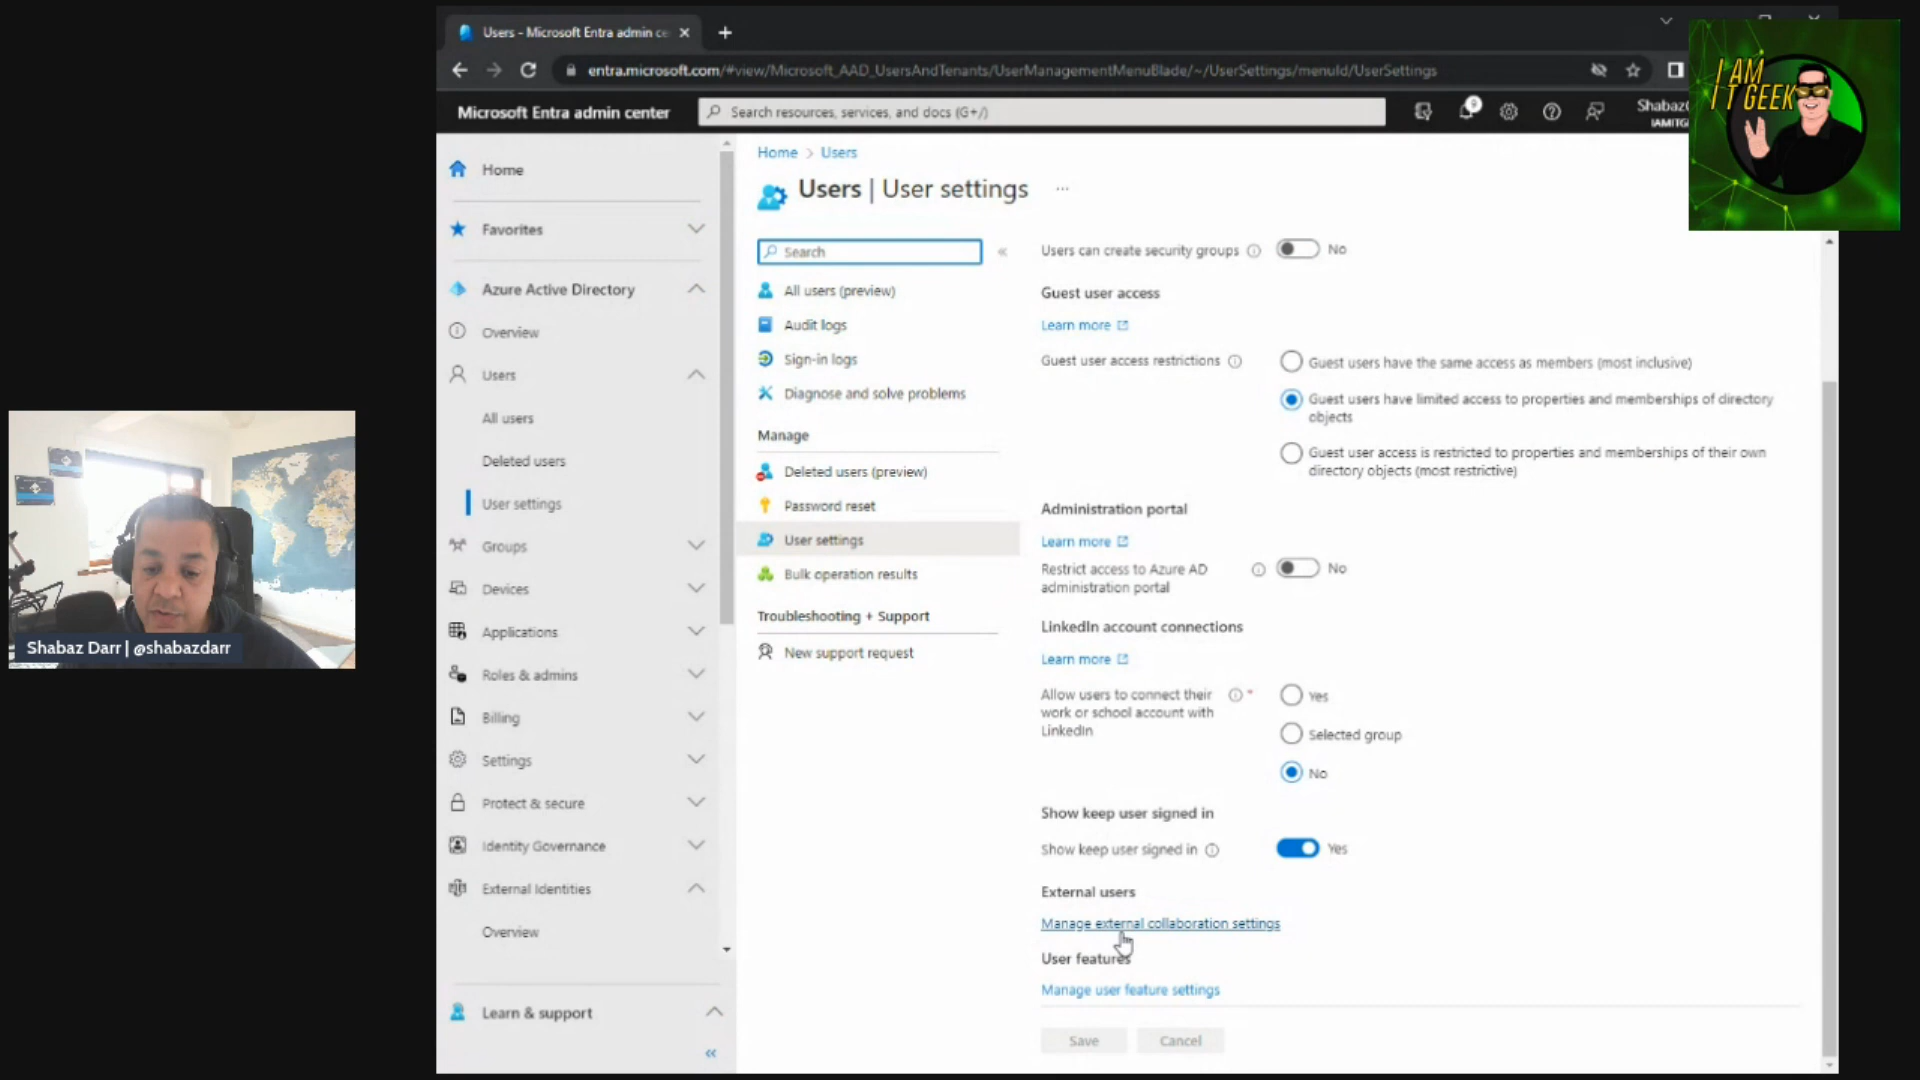 Users - Microsoft Entra admin ce
entra.microsoft.com/#view/Microsoft_AAD_UsersAndTenants/UserManagementMenuBlade/~/UserSettings/menuId/UserSettings
Microsoft Entra admin center
Search resources, services, and docs (G+/)
9
Shabaz
IAMITG
I AM
IT GEEK
Home
Favorites
Azure Active Directory
Overview
Users
All users
Deleted users
User settings
Groups
Devices
Applications
Roles & admins
Billing
Settings
Protect & secure
Identity Governance
External Identities
Overview
Learn & support
Home > Users
Users | User settings
Search
All users (preview)
Audit logs
Sign-in logs
Diagnose and solve problems
Manage
Deleted users (preview)
Password reset
User settings
Bulk operation results
Troubleshooting + Support
New support request
Users can create security groups No
Guest user access
Learn more
Guest user access restrictions
Guest users have the same access as members (most inclusive)
Guest users have limited access to properties and memberships of directory
objects
Guest user access is restricted to properties and memberships of their own
directory objects (most restrictive)
Administration portal
Learn more
Restrict access to Azure AD
administration portal
No
LinkedIn account connections
Learn more
Allow users to connect their
work or school account with
LinkedIn
*
Yes
Selected group
No
Show keep user signed in
Show keep user signed in Yes
External users
Manage external collaboration settings
User features
Manage user feature settings
Save Cancel
Shabaz Darr | @shabazdarr